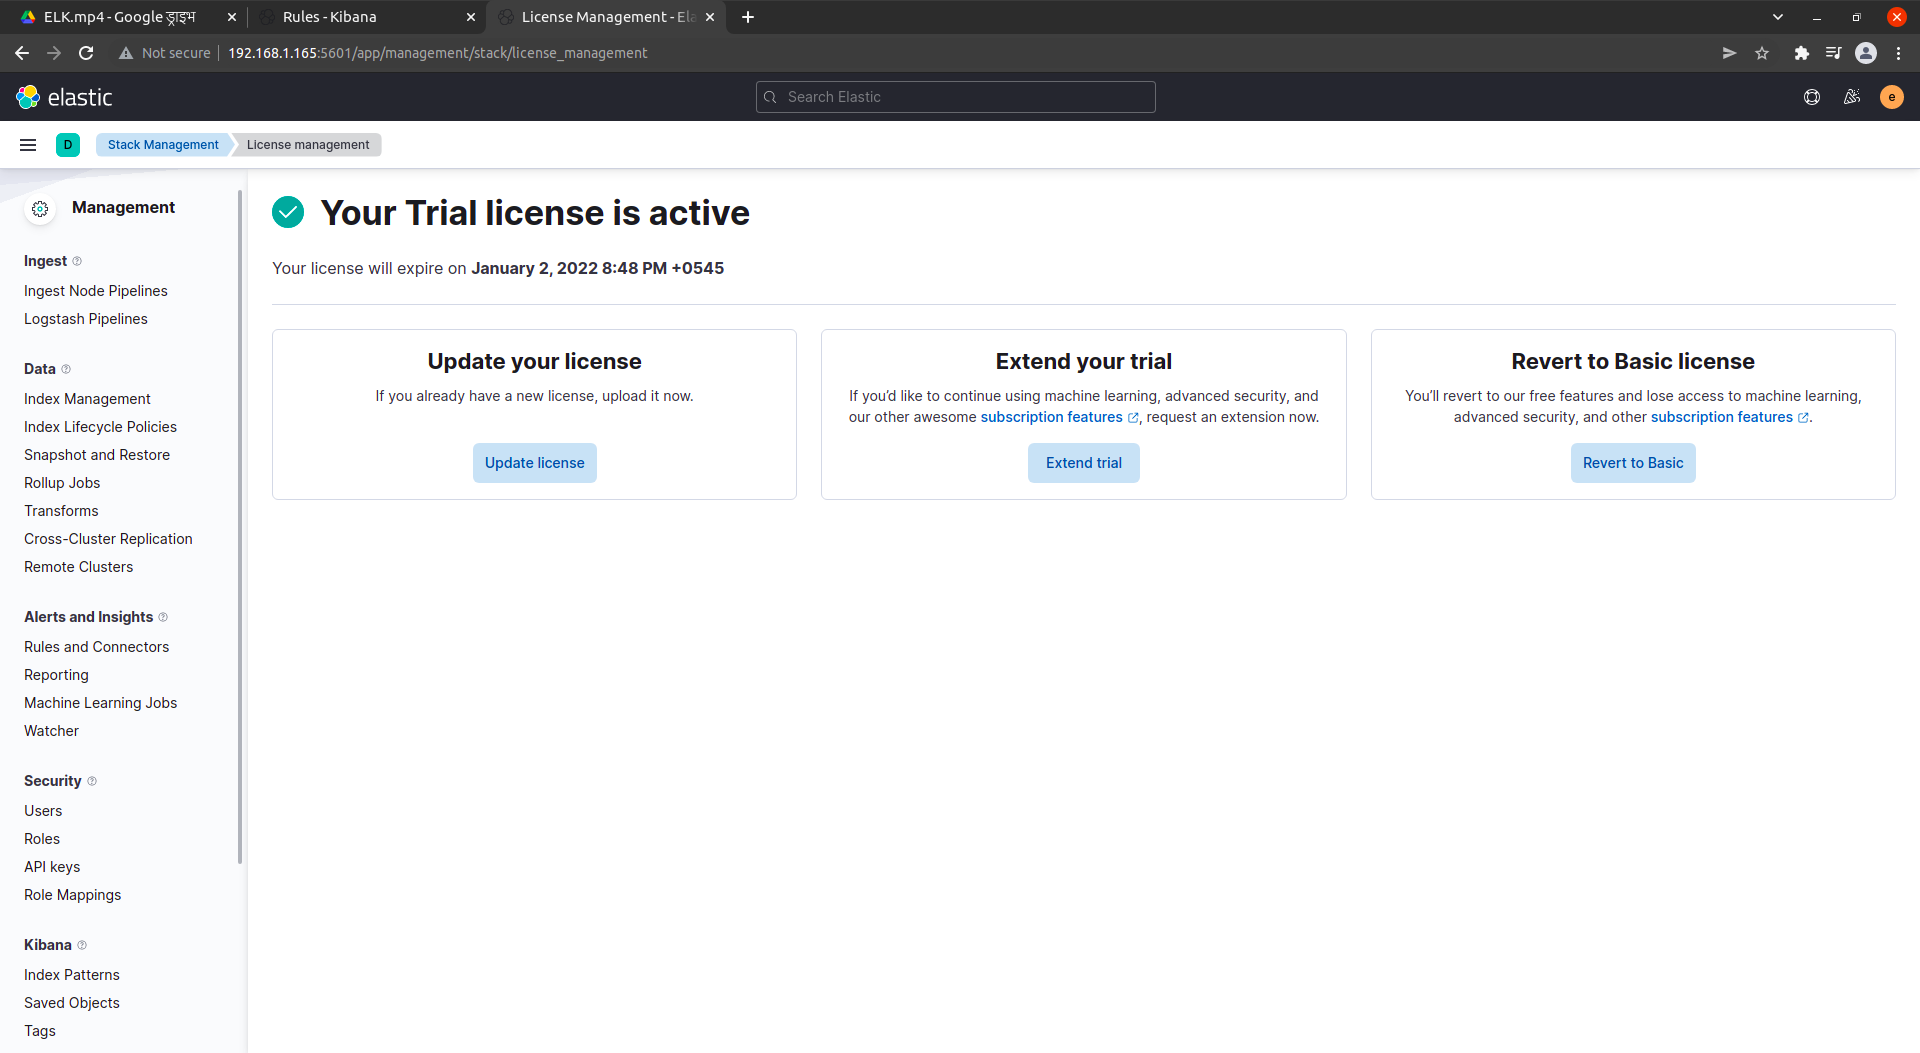 ELK.mp4 - Google ड्राइभ
Rules - Kibana
License Management - Ela
Not secure
192.168.1.165:5601/app/management/stack/license_management
elastic
Search Elastic
e
D
Stack Management
License management
Management
Ingest
Ingest Node Pipelines
Logstash Pipelines
Data
Index Management
Index Lifecycle Policies
Snapshot and Restore
Rollup Jobs
Transforms
Cross-Cluster Replication
Remote Clusters
Alerts and Insights
Rules and Connectors
Reporting
Machine Learning Jobs
Watcher
Security
Users
Roles
API keys
Role Mappings
Kibana
Index Patterns
Saved Objects
Tags
Your Trial license is active
Your license will expire on January 2, 2022 8:48 PM +0545
Update your license
If you already have a new license, upload it now.
Update license
Extend your trial
If you’d like to continue using machine learning, advanced security, and
our other awesome subscription features, request an extension now.
Extend trial
Revert to Basic license
You’ll revert to our free features and lose access to machine learning,
advanced security, and other subscription features.
Revert to Basic